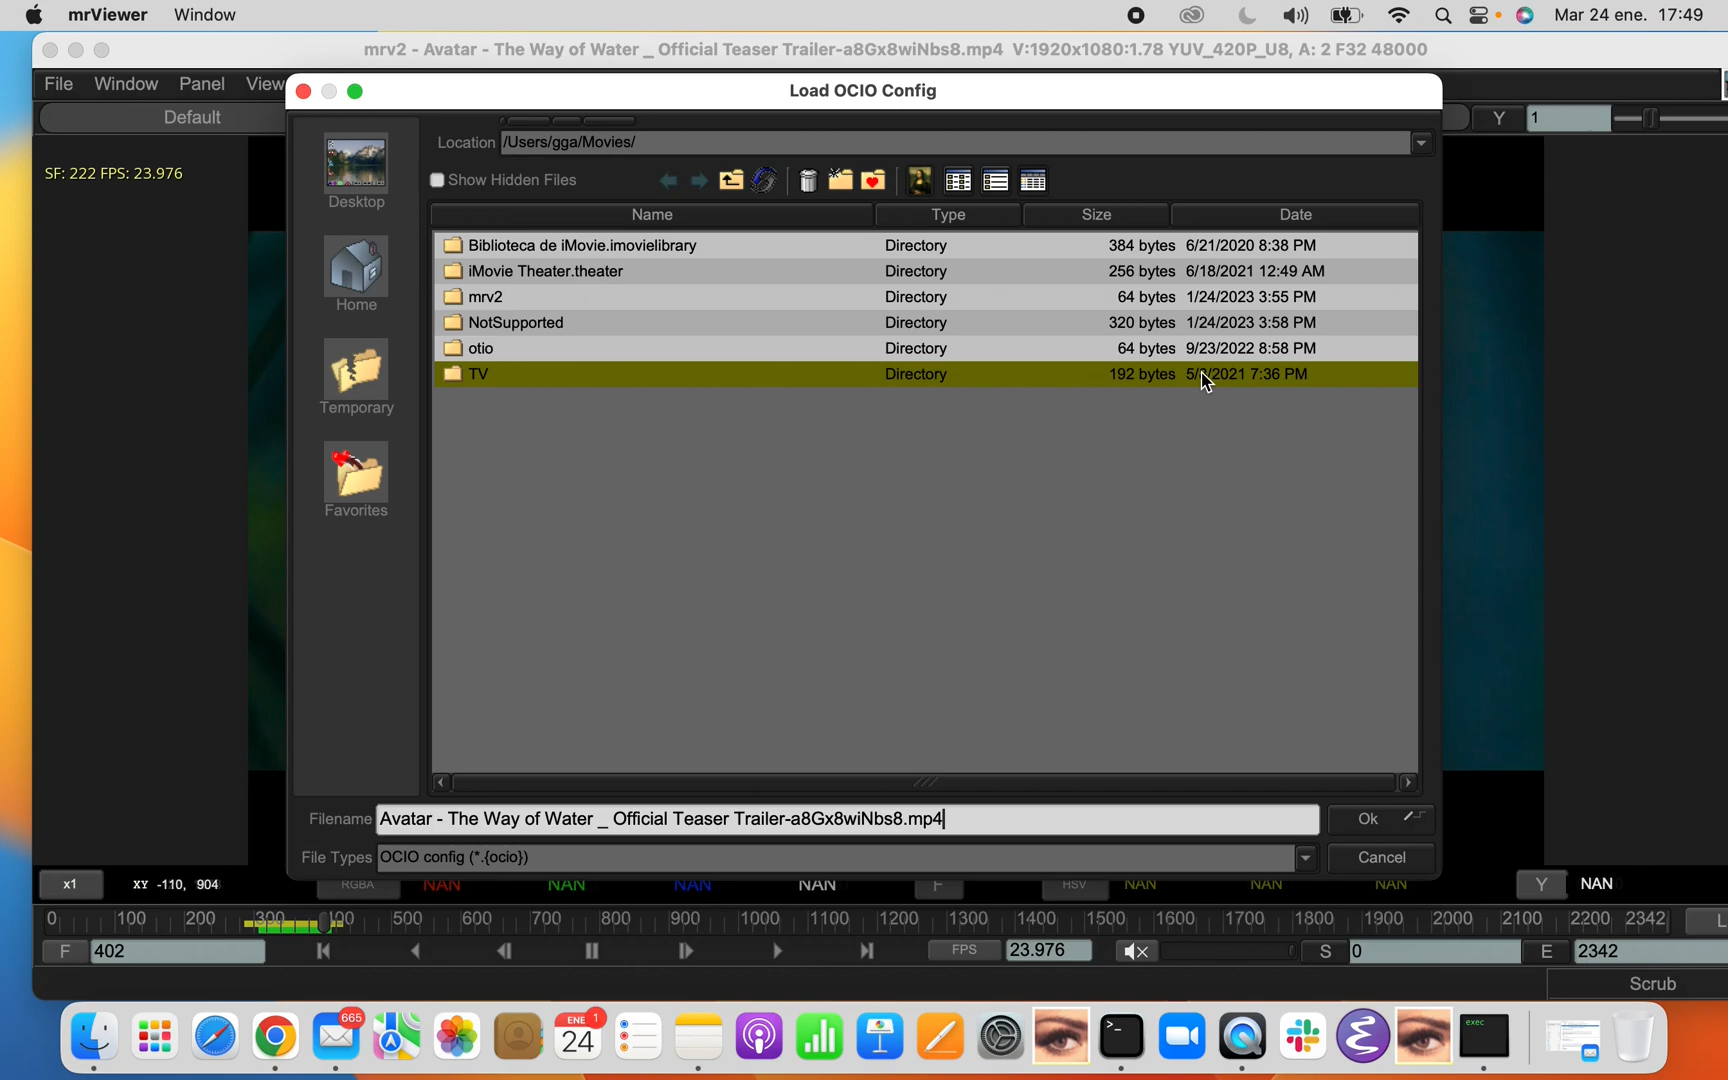 mrViewer Window Mar 24 ene. 17:49
mrv2 - Avatar - The Way of Water _ Official Teaser Trailer-a8Gx8wiNbs8.mp4 V:1920x1080:1.78 YUV_420P_U8, A: 2 F32 48000
File Window Panel View
Load OCIO Config
Default
Y 1
Location /Users/gga/Movies/
SF: 222 FPS: 23.976
Show Hidden Files
Desktop
Name Type Size Date
Biblioteca de iMovie.imovielibrary Directory 384 bytes 6/21/2020 8:38 PM
iMovie Theater.theater Directory 256 bytes 6/18/2021 12:49 AM
mrv2 Directory 64 bytes 1/24/2023 3:55 PM
Home
NotSupported Directory 320 bytes 1/24/2023 3:58 PM
otio Directory 64 bytes 9/23/2022 8:58 PM
TV Directory 192 bytes 7:36 PM
Temporary
Favorites
Filename Avatar - The Way of Water _ Official Teaser Trailer-a8Gx8wiNbs8.mp4 Ok
File Types OCIO config (*.{ocio}) Cancel
x1 XY -110, 904 RGBA NAN NAN NAN NAN F HSV NAN NAN NAN Y NAN
0 100 200 300 400 500 600 700 800 900 1000 1100 1200 1300 1400 1500 1600 1700 1800 1900 2000 2100 2200 2342 L
F 402 FPS 23.976 S 0 E 2342
Scrub
665
ENE 1
24
exec